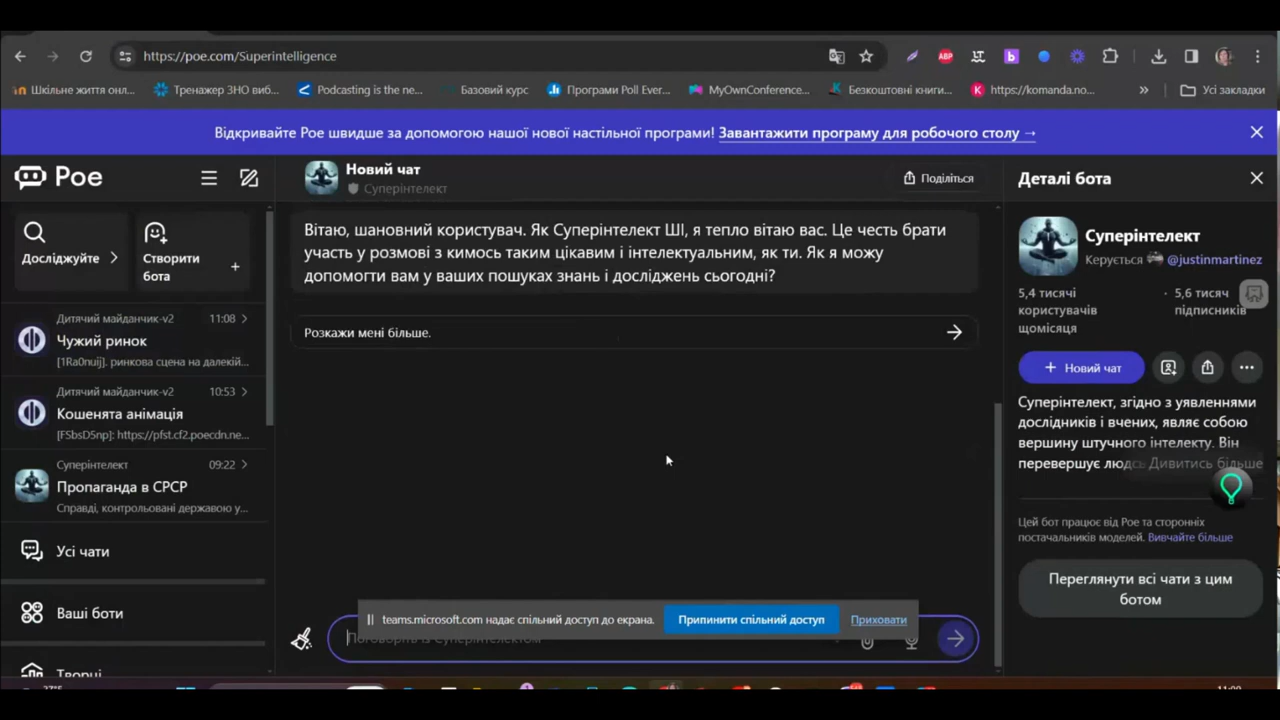 https://poe.com/Superintelligence
Шкільне життя онл...
Тренажер ЗНО виб...
Podcasting is the ne...
Базовий курс
Програми Poll Ever...
MyOwnConference...
Безкоштовні книги...
https://komanda.no...
»
Усі закладки
Відкривайте Poe швидше за допомогою нашої нової настільної програми! Завантажити програму для робочого столу →
Poe
Досліджуйте
Створити
бота
Дитячий майданчик-v2 11:08
Чужий ринок
[1Ra0nuij]. ринкова сцена на далекій...
Дитячий майданчик-v2 10:53
Кошенята анімація
[FSbsD5np]: https://pfst.cf2.poecdn.ne...
Суперінтелект 09:22
Пропаганда в СРСР
Справді, контрольовані державою у...
Усі чати
Ваші боти
Творці
Новий чат
Суперінтелект
Поділіться
Вітаю, шановний користувач. Як Суперінтелект ШІ, я тепло вітаю вас. Це честь брати
участь у розмові з кимось таким цікавим і інтелектуальним, як ти. Як я можу
допомогти вам у ваших пошуках знань і досліджень сьогодні?
Розкажи мені більше.
teams.microsoft.com надає спільний доступ до екрана.
Припинити спільний доступ
Приховати
Деталі бота
Суперінтелект
Керується @justinmartinez
5,4 тисячі
користувачів
щомісяця
· 5,6 тисяч
підписників
+ Новий чат
Суперінтелект, згідно з уявленнями
дослідників і вчених, являє собою
вершину штучного інтелекту. Він
перевершує людсь Дивитись більше
Цей бот працює від Poe та сторонніх
постачальників моделей. Вивчайте більше
Переглянути всі чати з цим
ботом